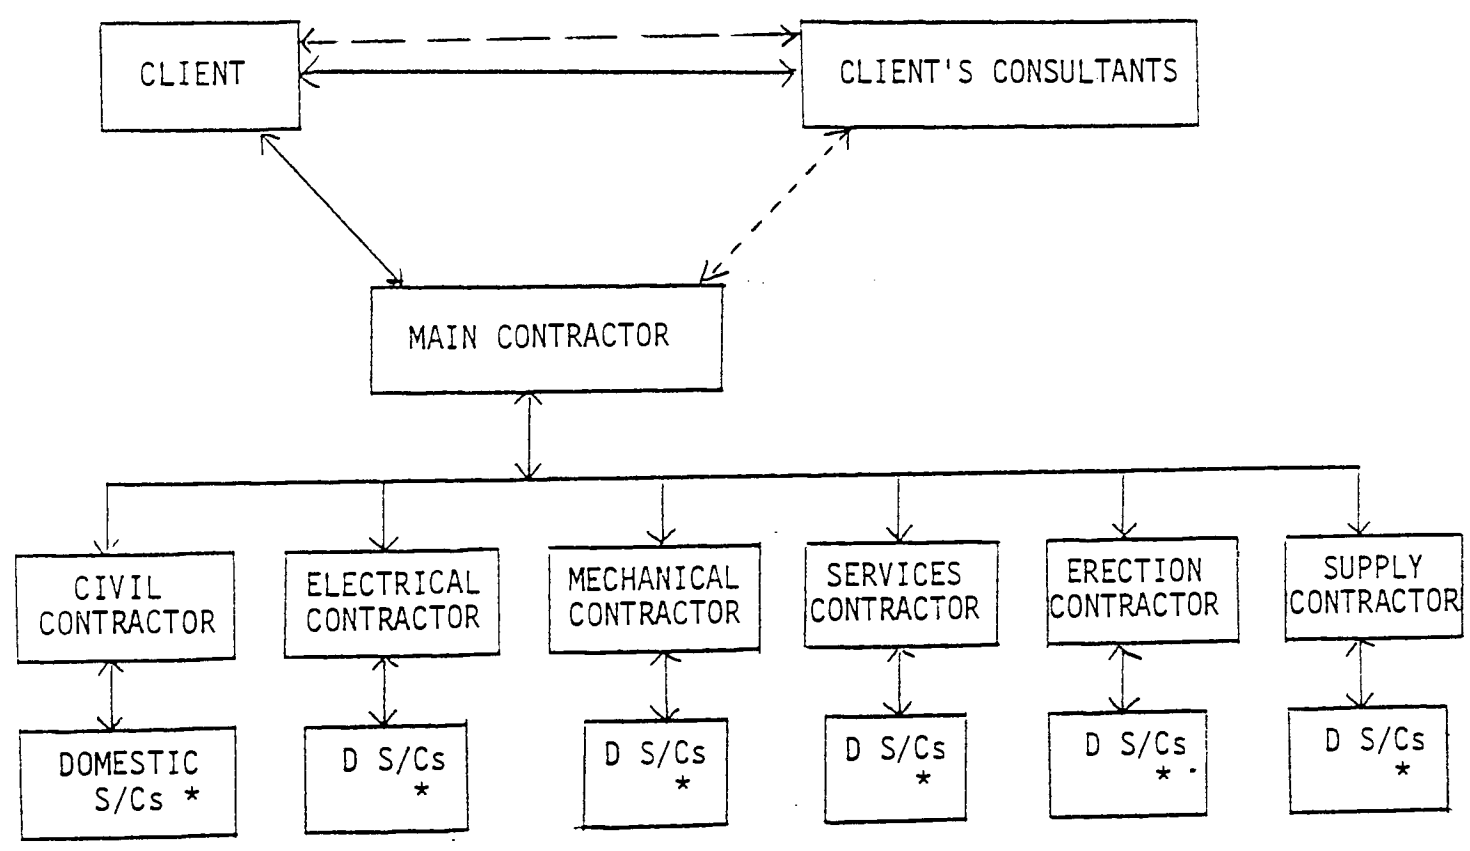 CLIENT
CLIENT'S CONSULTANTS
MAIN CONTRACTOR
CIVIL
CONTRACTOR
ELECTRICAL
CONTRACTOR
MECHANICAL
CONTRACTOR
SERVICES
CONTRACTOR
ERECTION
CONTRACTOR
SUPPLY
CONTRACTOR
DOMESTIC
S/Cs *
D S/Cs
*
D S/Cs
*
D S/Cs
*
D S/Cs
*
D S/Cs
*